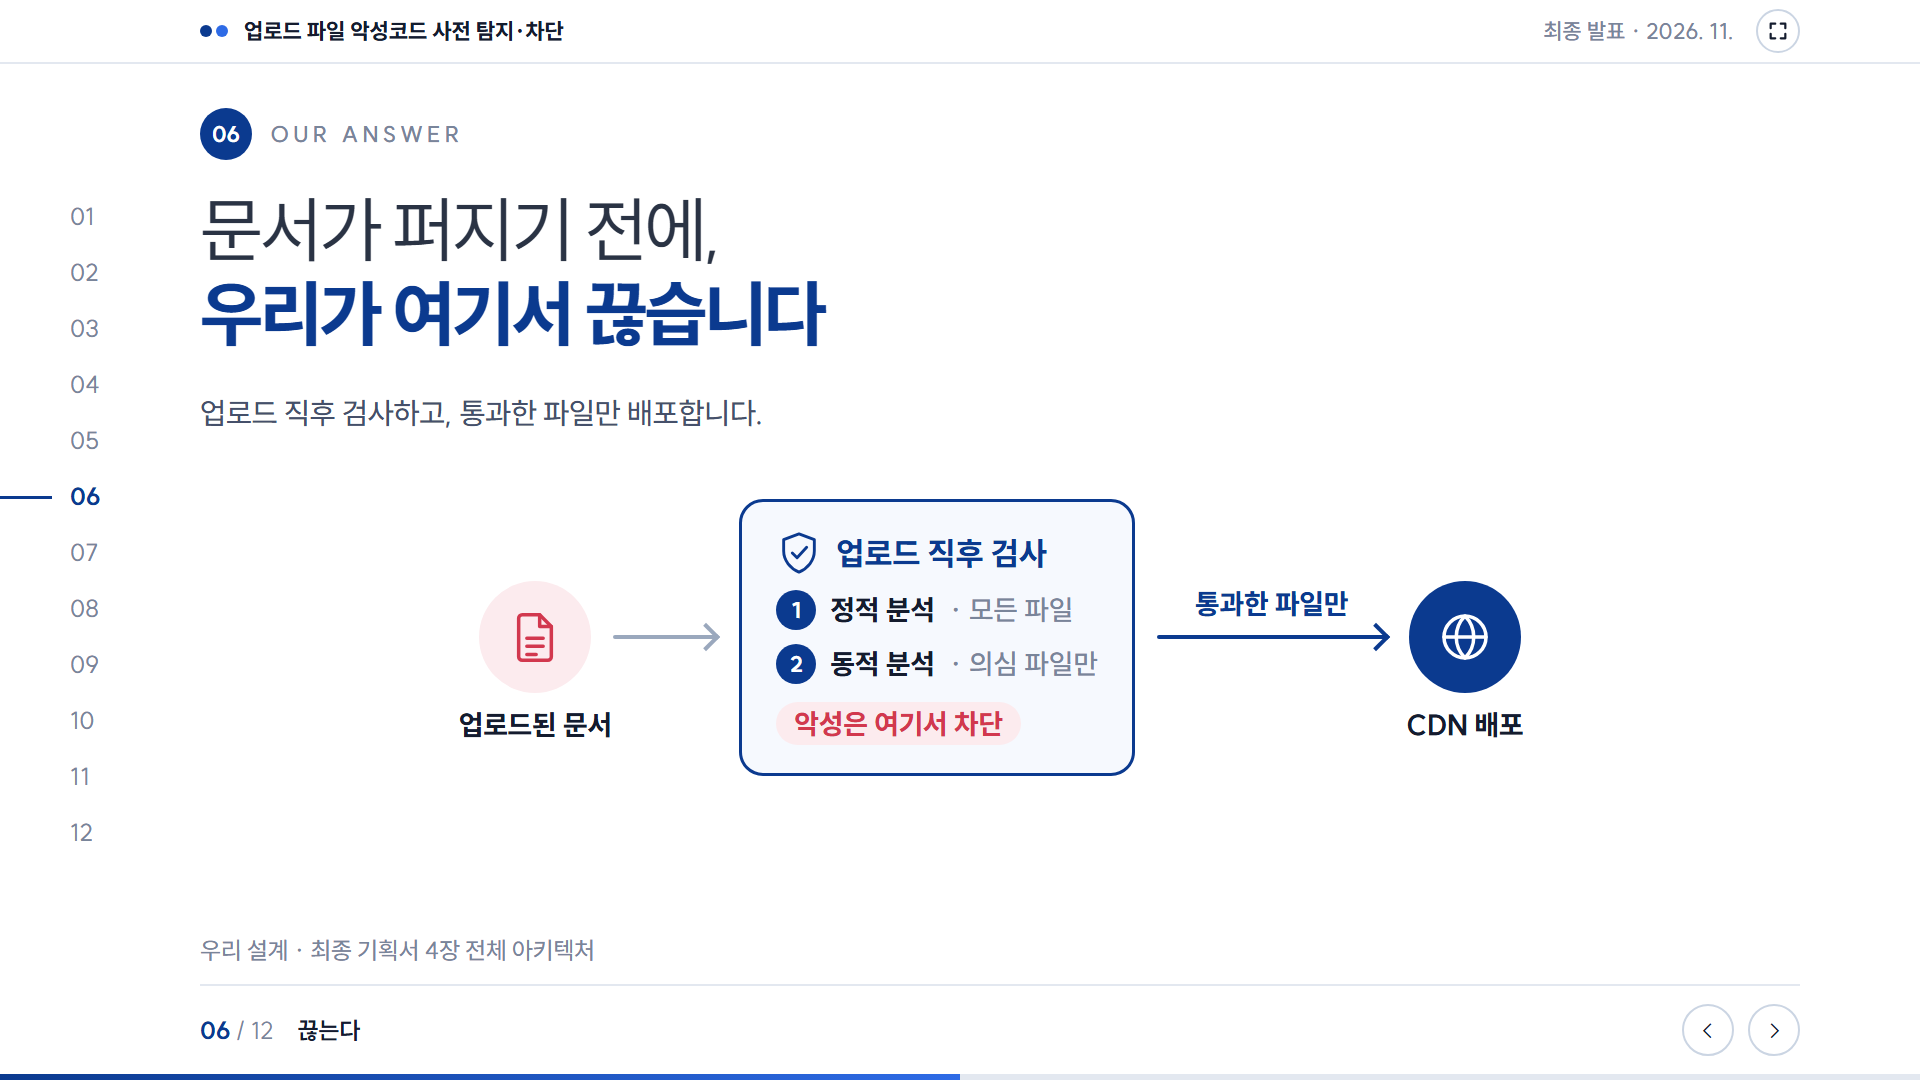 업로드 파일 악성코드 사전 탐지·차단
최종 발표 · 2026. 11.
06 OUR ANSWER
문서가 퍼지기 전에,
우리가 여기서 끊습니다
업로드 직후 검사하고, 통과한 파일만 배포합니다.
01
02
03
04
05
06
07
08
09
10
11
12
업로드된 문서
업로드 직후 검사
1 정적 분석 · 모든 파일
2 동적 분석 · 의심 파일만
악성은 여기서 차단
통과한 파일만
CDN 배포
우리 설계 · 최종 기획서 4장 전체 아키텍처
06 / 12 끊는다